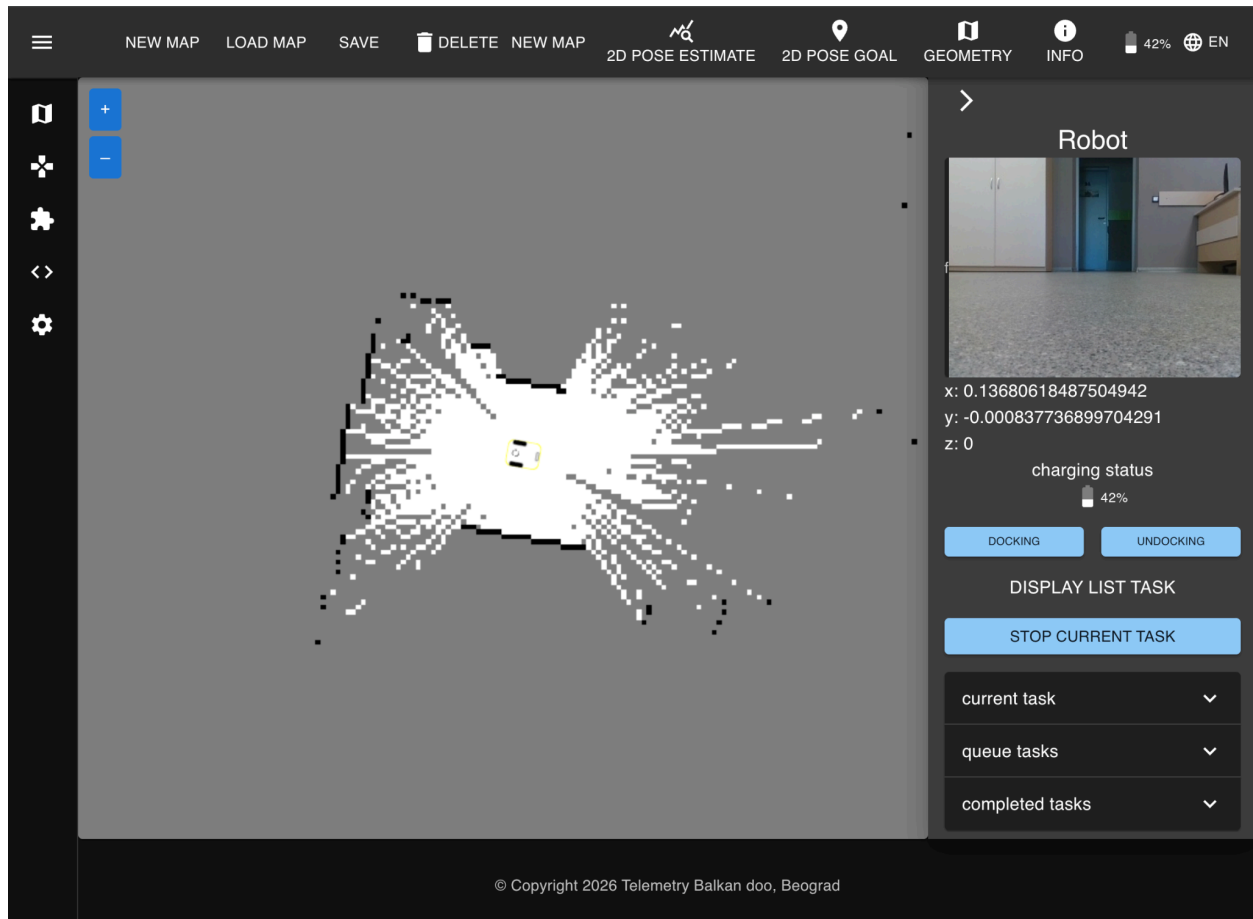 NEW MAP LOAD MAP SAVE DELETE NEW MAP 2D POSE ESTIMATE 2D POSE GOAL GEOMETRY INFO 42% EN
+
–
Robot
f
x: 0.13680618487504942
y: -0.000837736899704291
z: 0
charging status
42%
DOCKING UNDOCKING
DISPLAY LIST TASK
STOP CURRENT TASK
current task
queue tasks
completed tasks
© Copyright 2026 Telemetry Balkan doo, Beograd